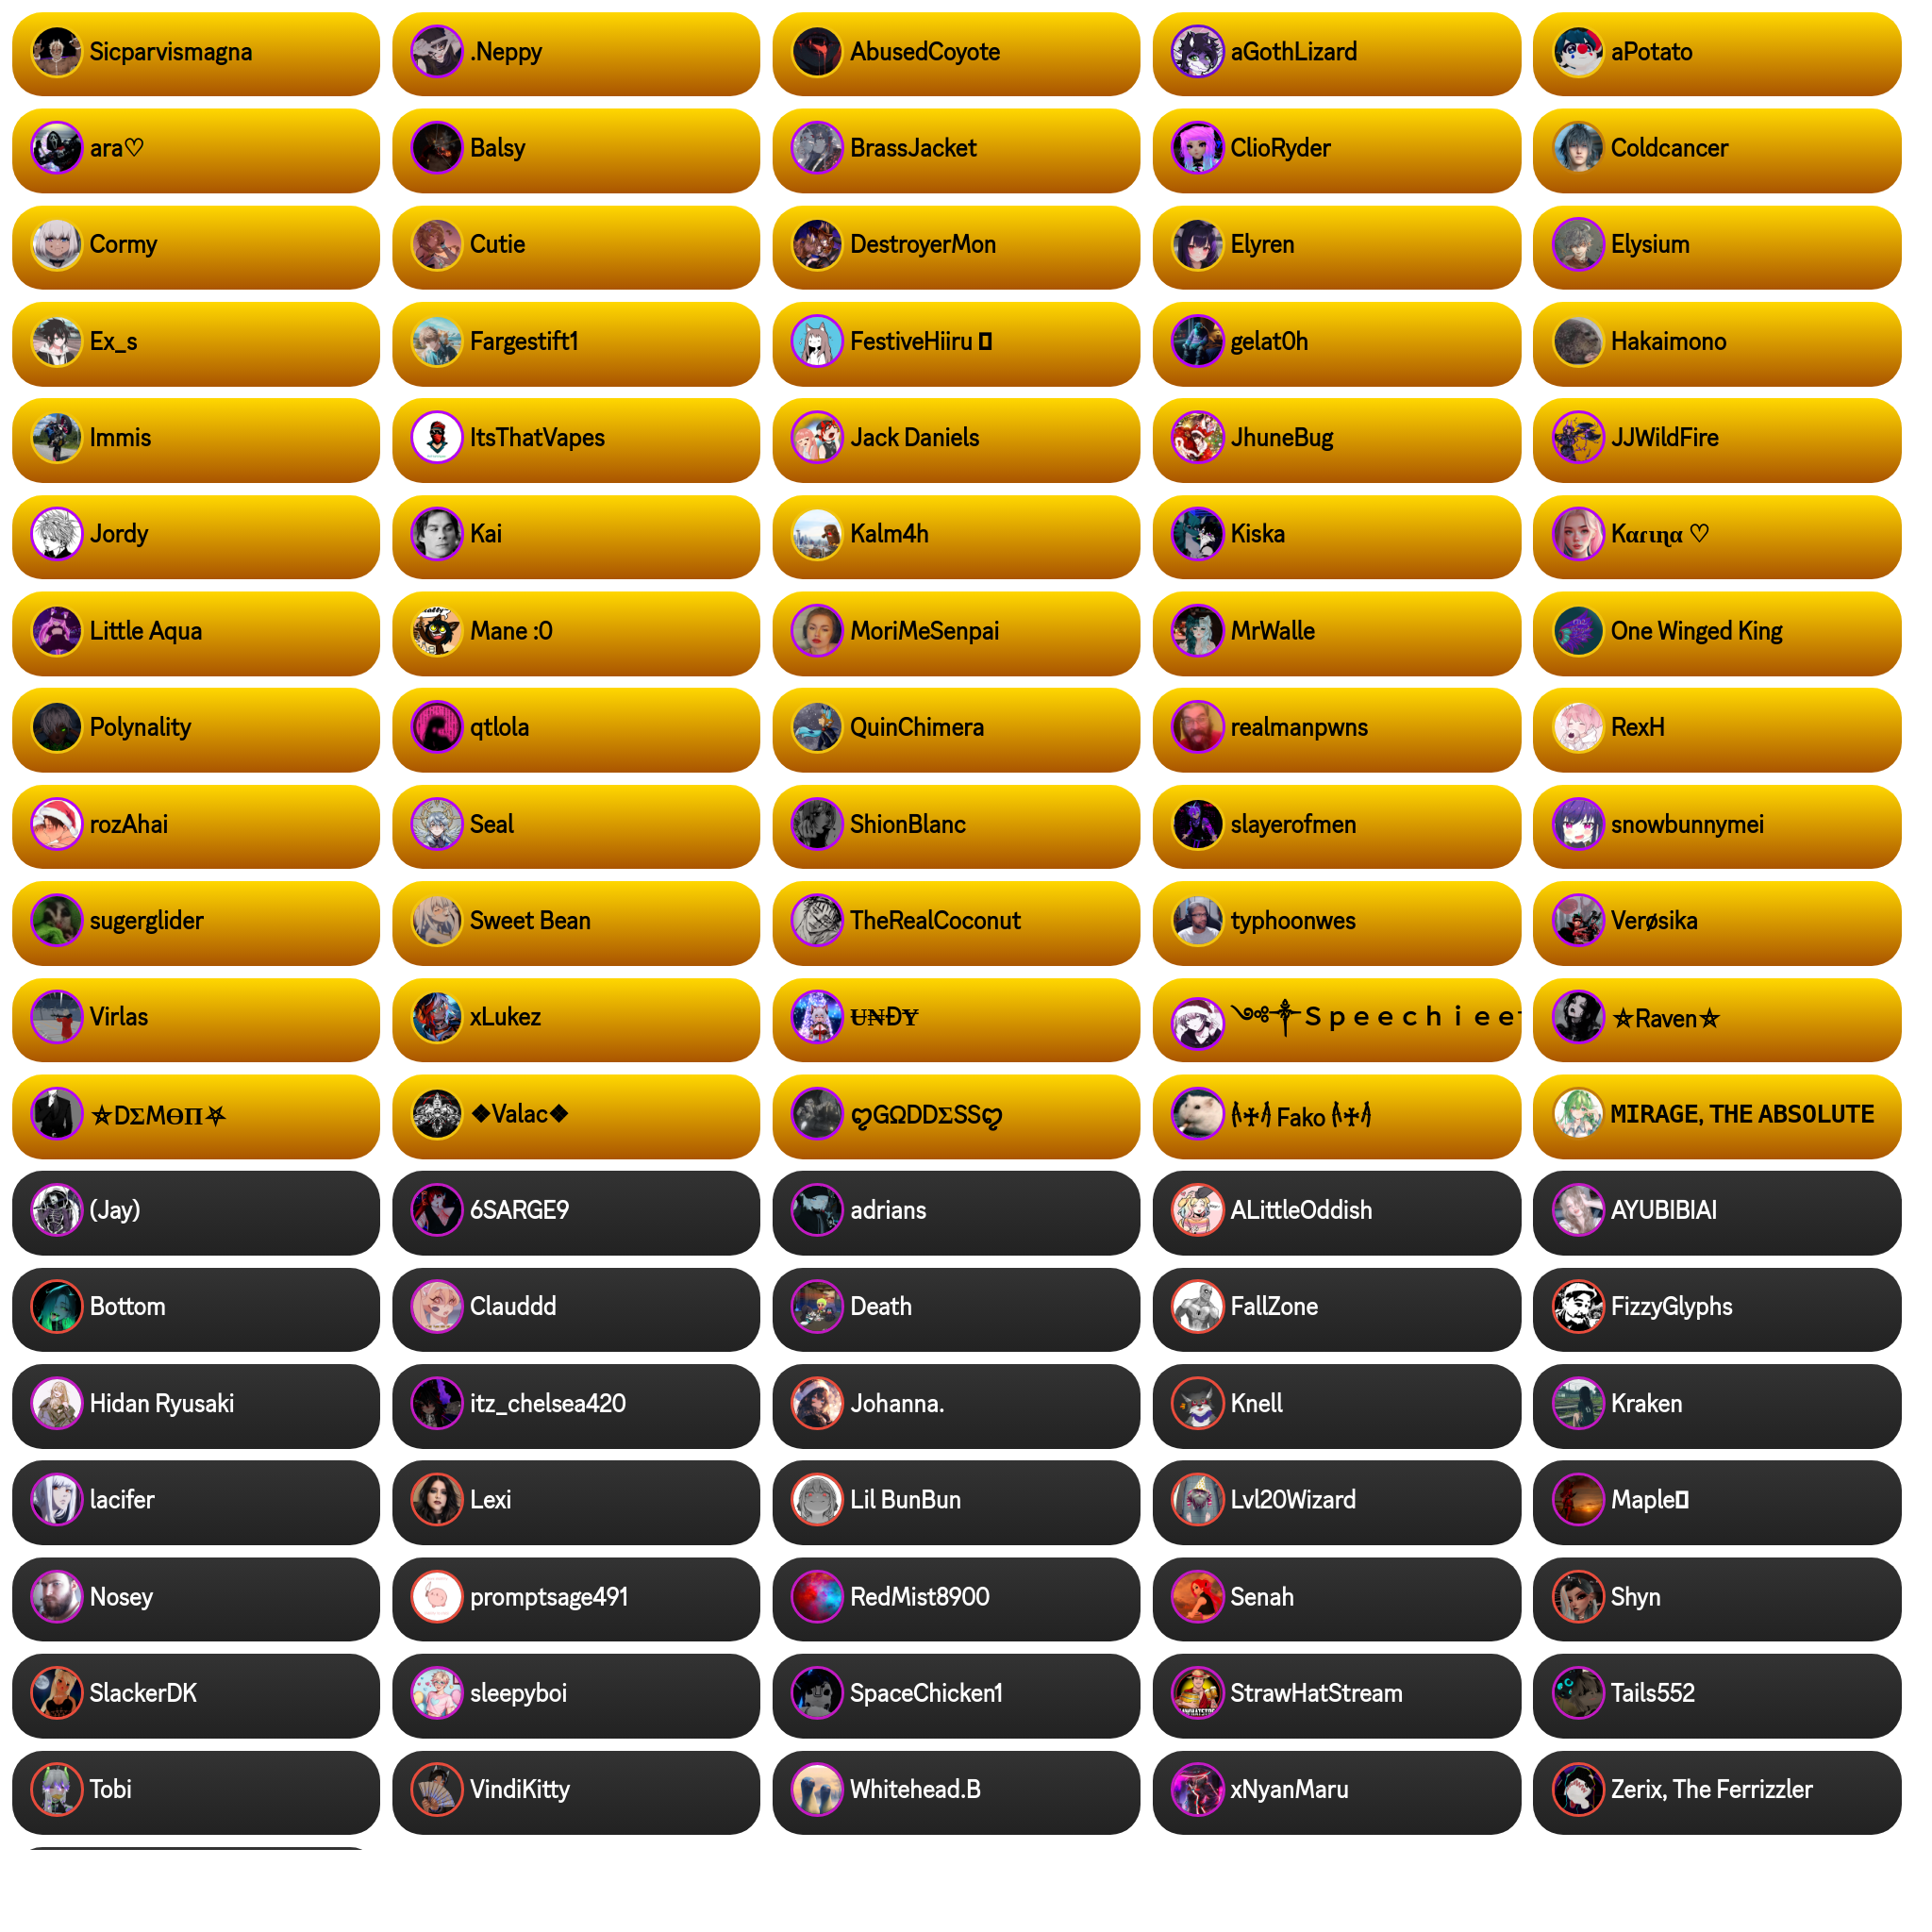 Sicparvismagna
.Neppy
AbusedCoyote
aGothLizard
aPotato
ara♡
Balsy
BrassJacket
ClioRyder
Coldcancer
Cormy
Cutie
DestroyerMon
Elyren
Elysium
Ex_s
Fargestift1
FestiveHiiru
gelat0h
Hakaimono
Immis
ItsThatVapes
Jack Daniels
JhuneBug
JJWildFire
Jordy
Kai
Kalm4h
Kiska
Kαɾιɳα ♡
Little Aqua
Mane :0
MoriMeSenpai
MrWalle
One Winged King
Polynality
qtlola
QuinChimera
realmanpwns
RexH
rozAhai
Seal
ShionBlanc
slayerofmen
snowbunnymei
sugerglider
Sweet Bean
TheRealCoconut
typhoonwes
Verøsika
Virlas
xLukez
U̶₦ĐɎ
༺༒Ｓｐｅｅｃｈｉｅｅ
⛥Raven⛥
⛥DΣMӨΠ⛧
❖Valac❖
ღGΩDDΣSSღ
Fako
MIRAGE, THE ABSOLUTE
(Jay)
6SARGE9
adrians
ALittleOddish
AYUBIBIAI
Bottom
Clauddd
Death
FallZone
FizzyGlyphs
Hidan Ryusaki
itz_chelsea420
Johanna.
Knell
Kraken
lacifer
Lexi
Lil BunBun
Lvl20Wizard
Maple
Nosey
promptsage491
RedMist8900
Senah
Shyn
SlackerDK
sleepyboi
SpaceChicken1
StrawHatStream
Tails552
Tobi
VindiKitty
Whitehead.B
xNyanMaru
Zerix, The Ferrizzler